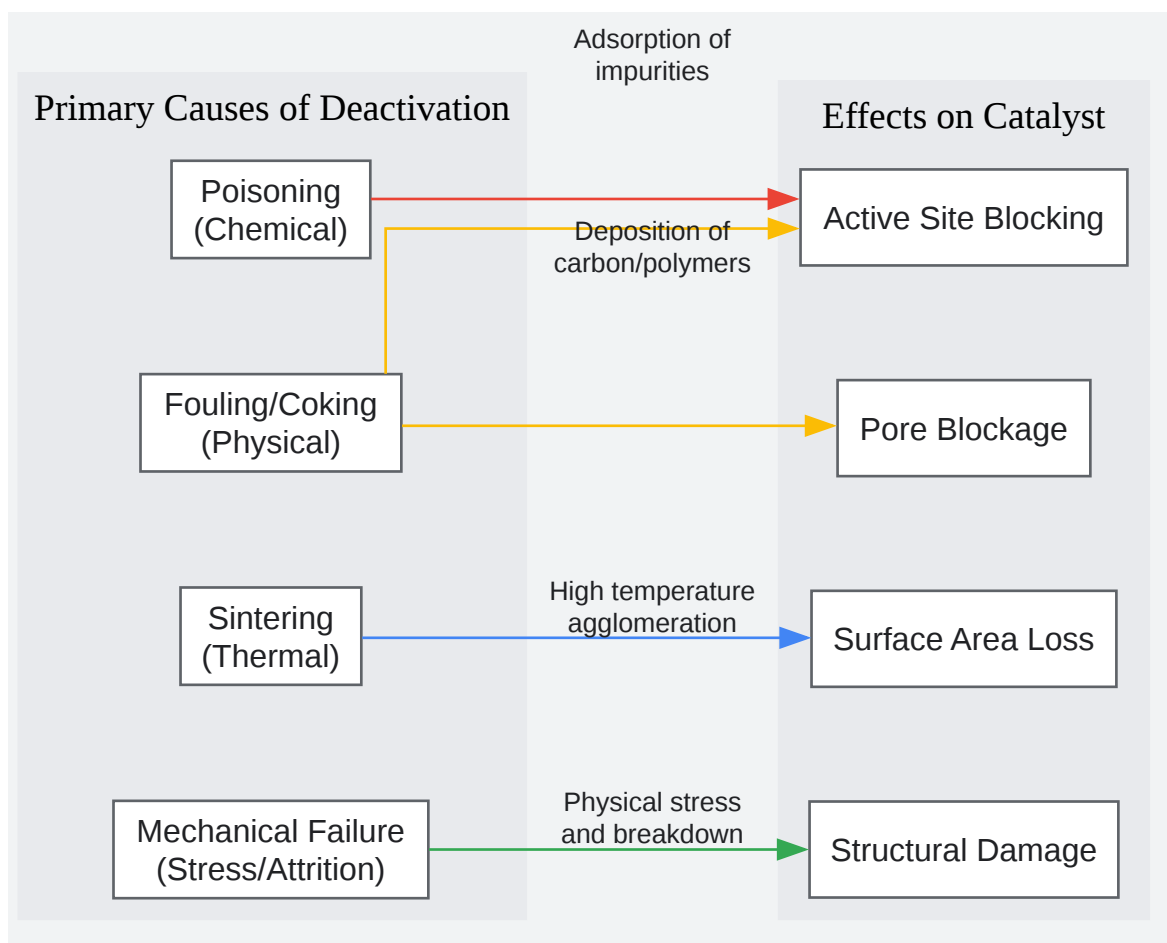 Adsorption of
impurities
Primary Causes of Deactivation
Effects on Catalyst
Poisoning
(Chemical)
Active Site Blocking
Deposition of
carbon/polymers
Fouling/Coking
(Physical)
Pore Blockage
Sintering
(Thermal)
High temperature
agglomeration
Surface Area Loss
Mechanical Failure
(Stress/Attrition)
Physical stress
and breakdown
Structural Damage